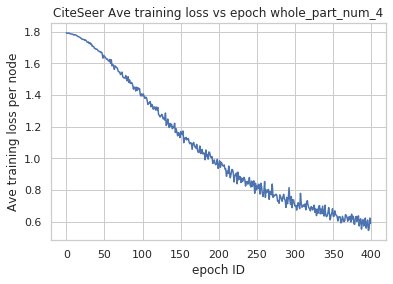 CiteSeer Ave training loss vs epoch whole_part_num_4
Ave training loss per node
1.8
1.6
1.4
1.2
1.0
0.8
0.6
0 50 100 150 200 250 300 350 400
epoch ID